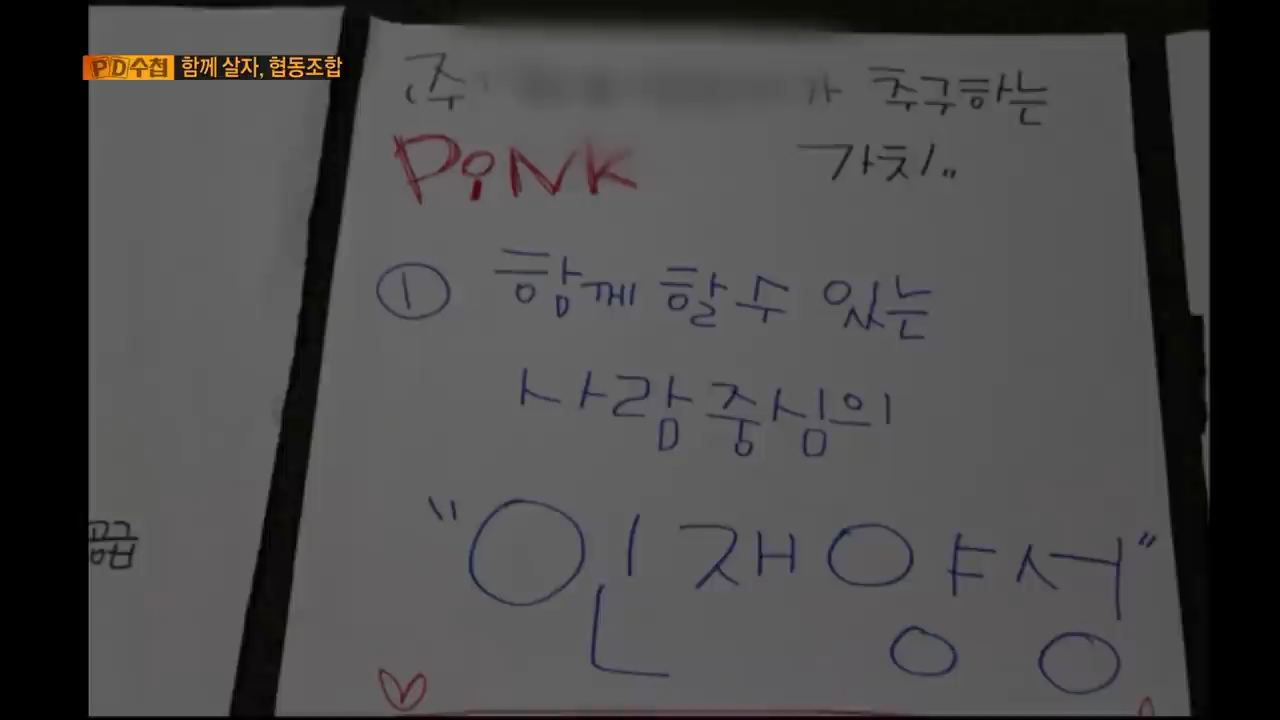 PD수첩 함께 살자, 협동조합
(주) 가 추구하는
PiNK 가치..
① 함께 할 수 있는
사람중심의
"인재양성"